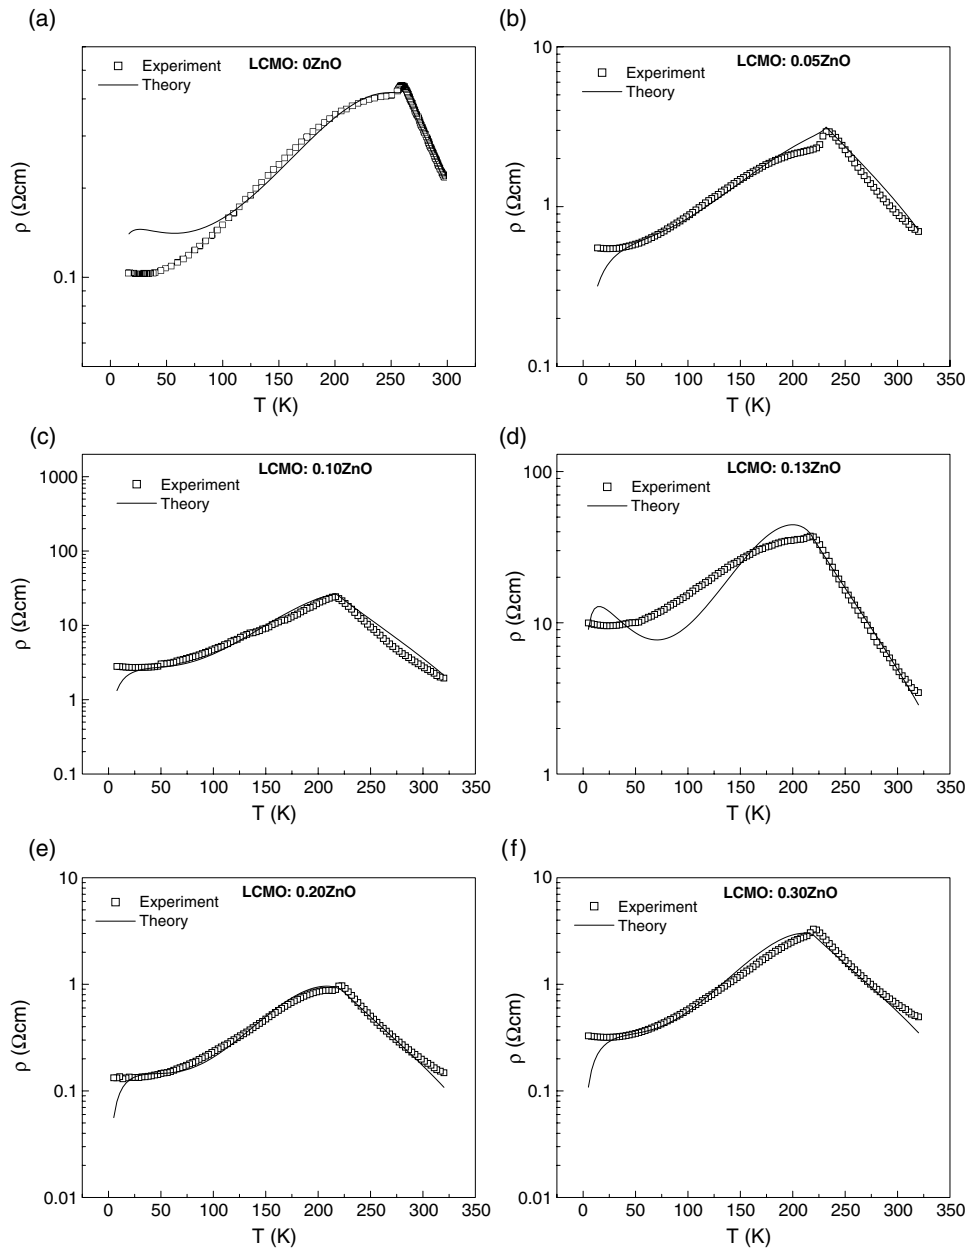 (a)
LCMO: 0ZnO
Experiment
Theory
ρ (Ωcm)
0.1
0 50 100 150 200 250 300
T (K)
(b)
LCMO: 0.05ZnO
Experiment
Theory
ρ (Ωcm)
10
1
0.1
0 50 100 150 200 250 300 350
T (K)
(c)
LCMO: 0.10ZnO
Experiment
Theory
ρ (Ωcm)
1000
100
10
1
0.1
0 50 100 150 200 250 300 350
T (K)
(d)
LCMO: 0.13ZnO
Experiment
Theory
ρ (Ωcm)
100
10
1
0 50 100 150 200 250 300 350
T (K)
(e)
LCMO: 0.20ZnO
Experiment
Theory
ρ (Ωcm)
10
1
0.1
0.01
0 50 100 150 200 250 300 350
T (K)
(f)
LCMO: 0.30ZnO
Experiment
Theory
ρ (Ωcm)
10
1
0.1
0.01
0 50 100 150 200 250 300 350
T (K)